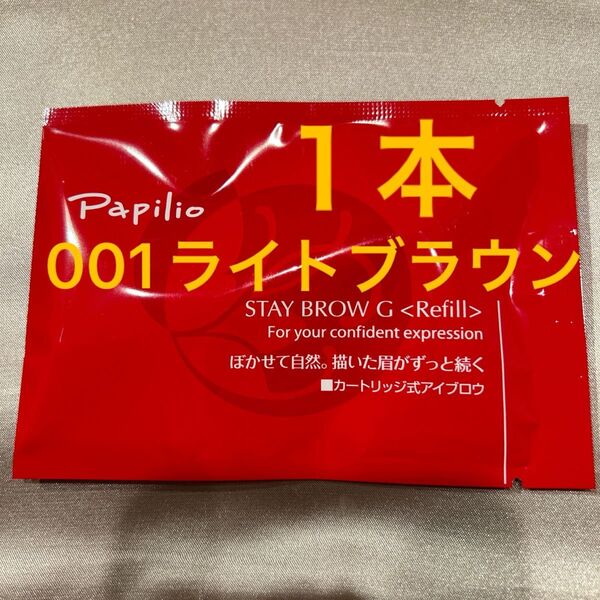 1本
Papilio
001ライトブラウン
STAY BROW G <Refill>
For your confident expression
ぼかせて自然。描いた眉がずっと続く
■カートリッジ式アイブロウ